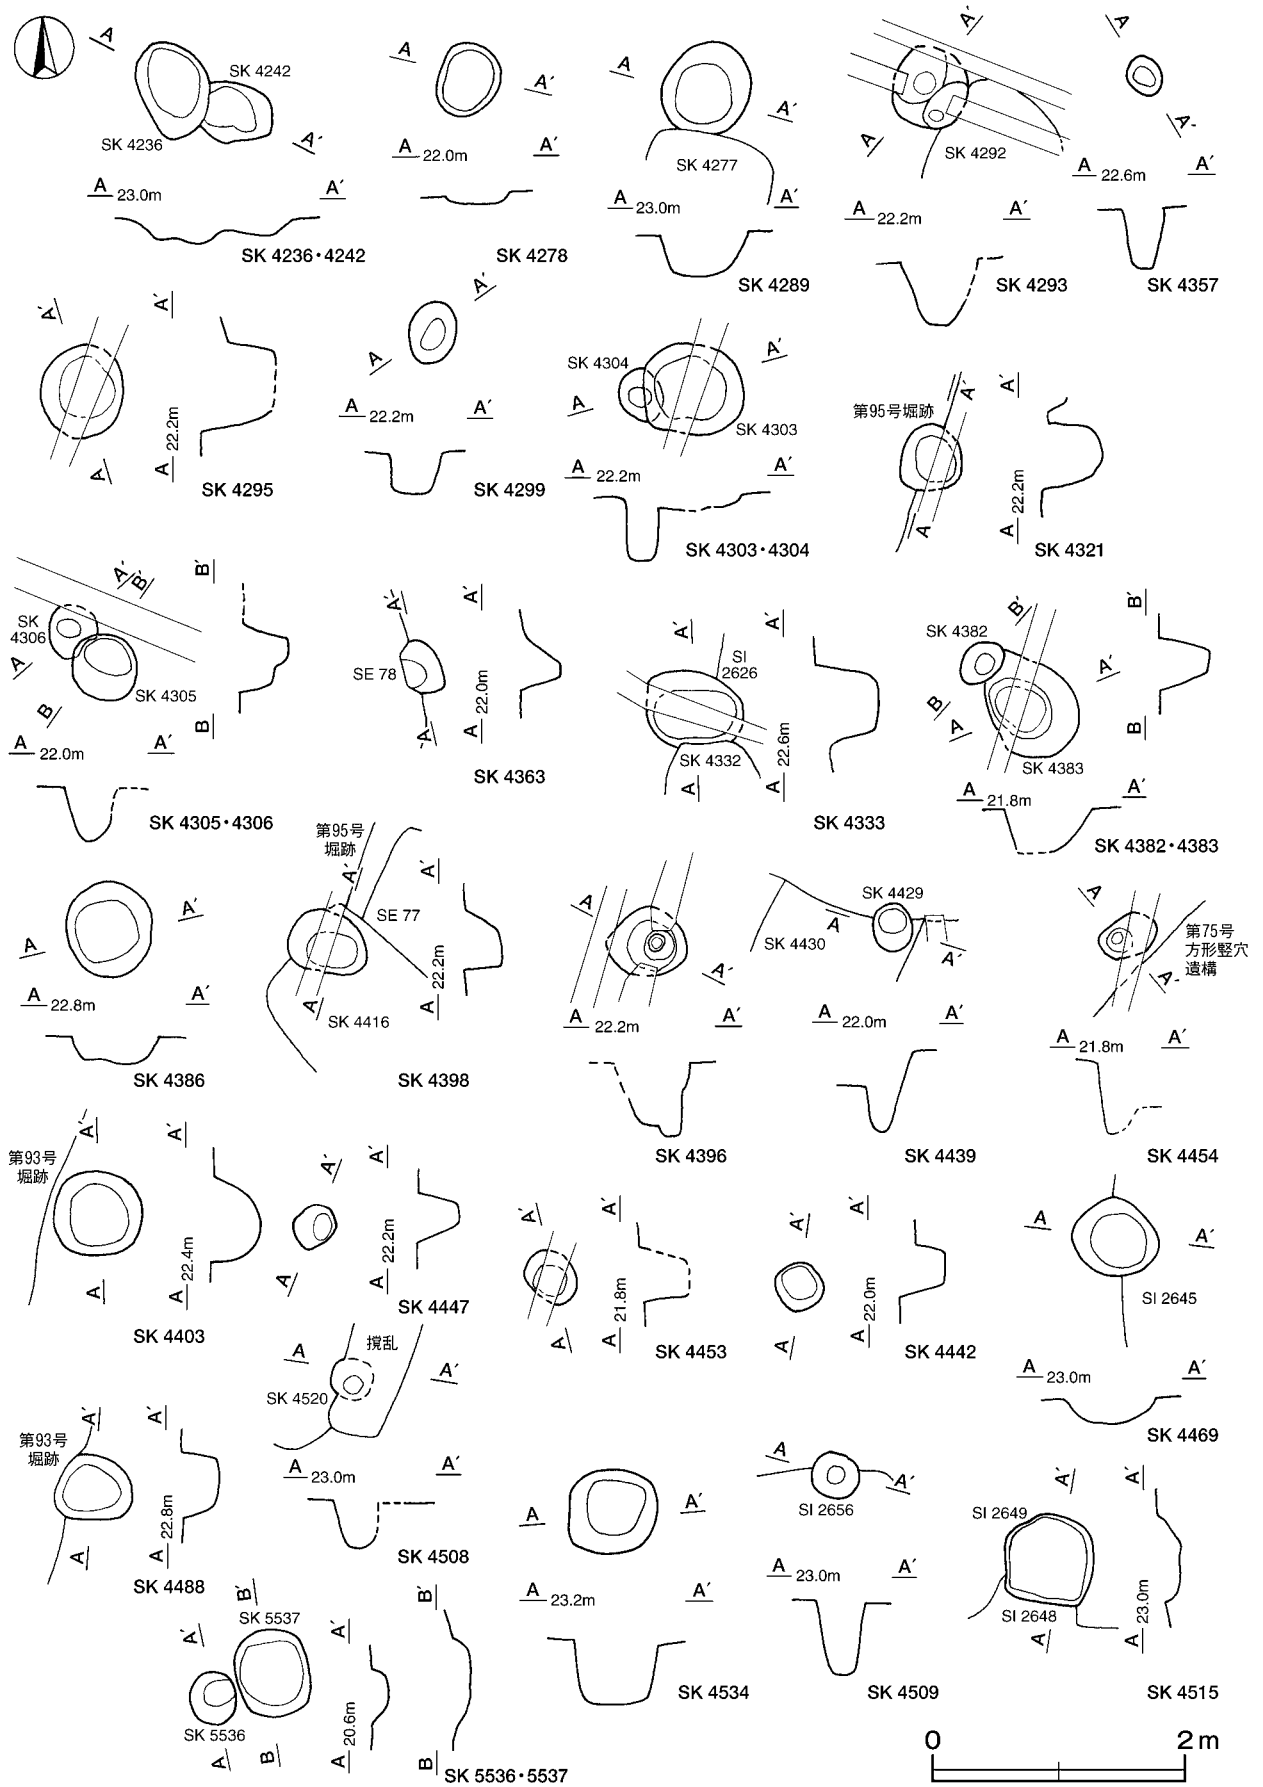 A
SK 4242
SK 4236
A′
A 23.0m A′
SK 4236・4242
A
A′
A 22.0m A′
SK 4278
A
A′
SK 4277
A 23.0m A′
SK 4289
A′
A
SK 4292
A 22.2m A′
SK 4293
A
A′
A 22.6m A′
SK 4357
A′
A
A′
A 22.2m
SK 4295
A′
A
A 22.2m A′
SK 4299
SK 4304
A′
A
SK 4303
A 22.2m A′
SK 4303・4304
第95号堀跡
A′
A
A′
A 22.2m
SK 4321
A′
B′
SK
4306
A
SK 4305
B
B′
B
A 22.0m A′
SK 4305・4306
A′
SE 78
A
A′
A 22.0m
SK 4363
A′
SI
2626
SK 4332
A
A′
A 22.6m
SK 4333
SK 4382
B′
A′
B
A
SK 4383
B′
B
A 21.8m A′
SK 4382・4383
A′
A
A 22.8m A′
SK 4386
第95号
堀跡
A′
SE 77
A
SK 4416
A′
A 22.2m
SK 4398
A
A′
A 22.2m A′
SK 4396
SK 4429
A
SK 4430
A′
A 22.0m A′
SK 4439
A
第75号
方形竪穴
遺構
A′
A 21.8m A′
SK 4454
第93号
堀跡
A′
A
A′
A 22.4m
SK 4403
A′
A
A′
A 22.2m
SK 4447
A′
A
A′
A 21.8m
SK 4453
A′
A
A′
A 22.0m
SK 4442
A
A′
SI 2645
A 23.0m A′
SK 4469
第93号
堀跡
A′
A
A′
A 22.8m
SK 4488
A
撹乱
A′
SK 4520
A 23.0m A′
SK 4508
A
A′
A 23.2m A′
SK 4534
A
A′
SI 2656
A 23.0m A′
SK 4509
A′
SI 2649
SI 2648
A
A′
A 23.0m
SK 4515
B′
SK 5537
A′
SK 5536
A
B
A′
A 20.6m
B′
B
SK 5536・5537
0 2m